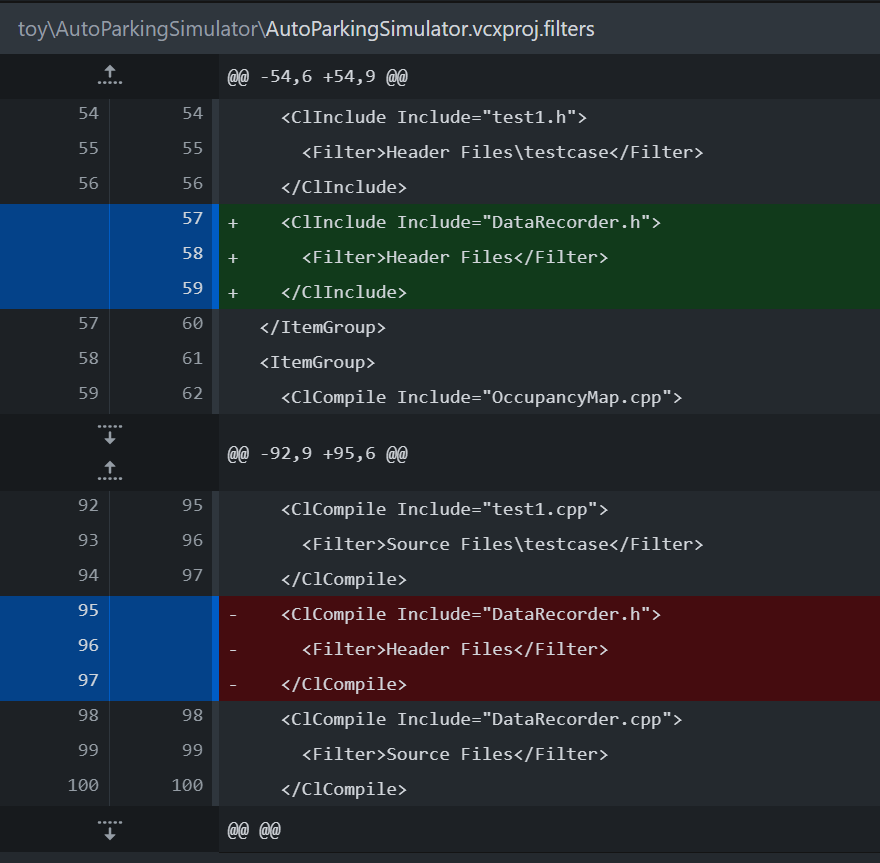 toy\AutoParkingSimulator\AutoParkingSimulator.vcxproj.filters
@@ -54,6 +54,9 @@
54 54 <ClInclude Include="test1.h">
55 55 <Filter>Header Files\testcase</Filter>
56 56 </ClInclude>
57 + <ClInclude Include="DataRecorder.h">
58 + <Filter>Header Files</Filter>
59 + </ClInclude>
57 60 </ItemGroup>
58 61 <ItemGroup>
59 62 <ClCompile Include="OccupancyMap.cpp">
@@ -92,9 +95,6 @@
92 95 <ClCompile Include="test1.cpp">
93 96 <Filter>Source Files\testcase</Filter>
94 97 </ClCompile>
95 - <ClCompile Include="DataRecorder.h">
96 - <Filter>Header Files</Filter>
97 - </ClCompile>
98 98 <ClCompile Include="DataRecorder.cpp">
99 99 <Filter>Source Files</Filter>
100 100 </ClCompile>
@@ @@